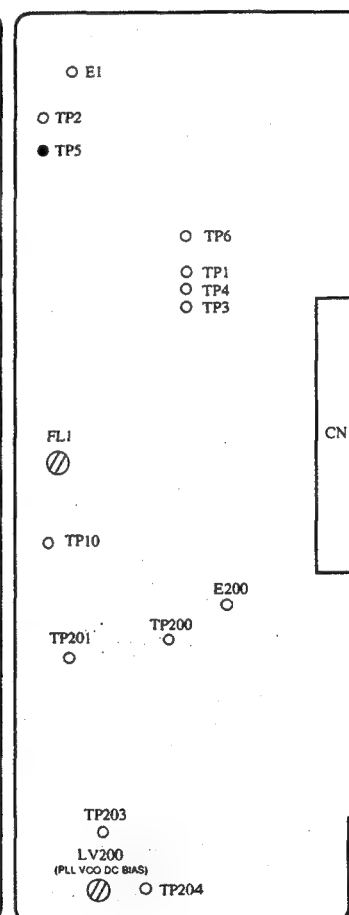 E1
TP2
TP5
TP6
TP1
TP4
TP3
CN
FL1
TP10
E200
TP200
TP201
TP203
LV200
(PLL VCO DC BIAS)
TP204